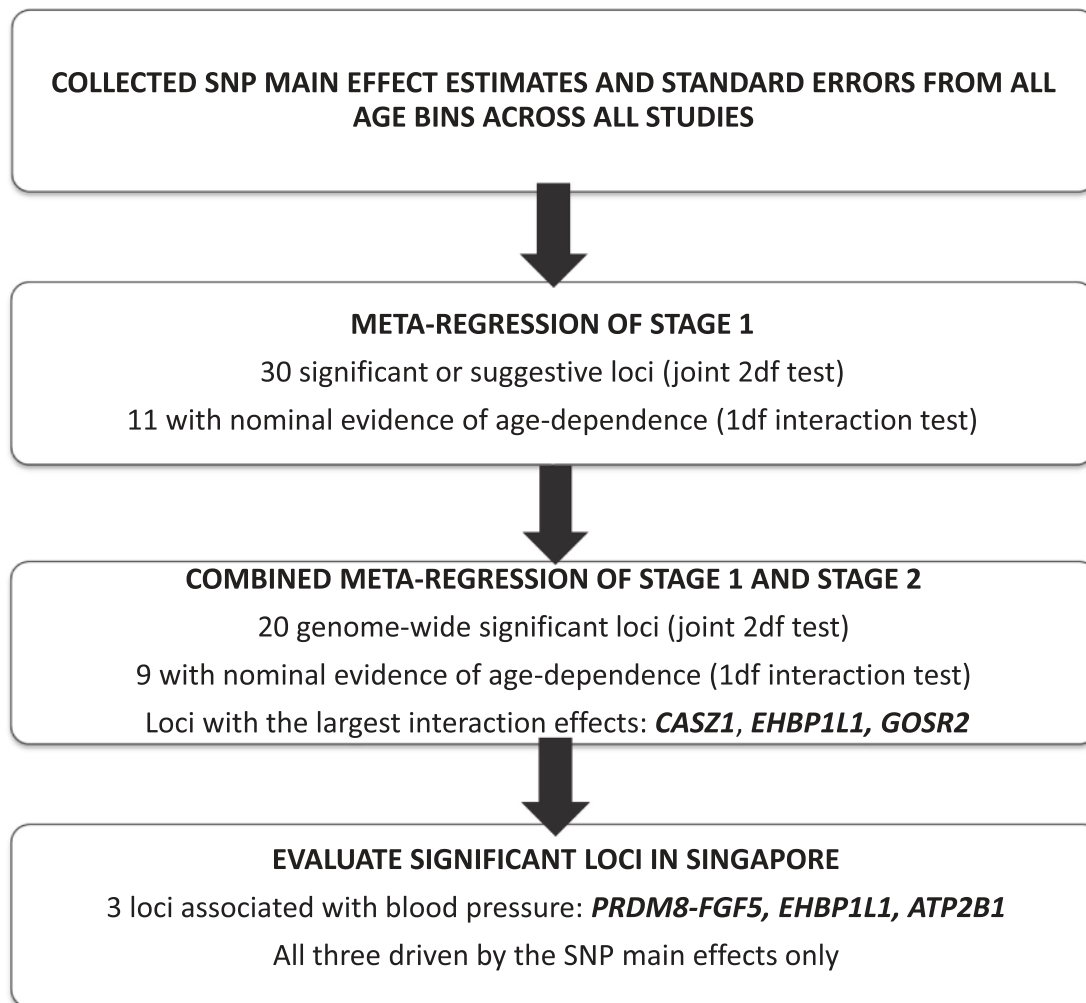 COLLECTED SNP MAIN EFFECT ESTIMATES AND STANDARD ERRORS FROM ALL
AGE BINS ACROSS ALL STUDIES
META-REGRESSION OF STAGE 1
30 significant or suggestive loci (joint 2df test)
11 with nominal evidence of age-dependence (1df interaction test)
COMBINED META-REGRESSION OF STAGE 1 AND STAGE 2
20 genome-wide significant loci (joint 2df test)
9 with nominal evidence of age-dependence (1df interaction test)
Loci with the largest interaction effects: CASZ1, EHBP1L1, GOSR2
EVALUATE SIGNIFICANT LOCI IN SINGAPORE
3 loci associated with blood pressure: PRDM8-FGF5, EHBP1L1, ATP2B1
All three driven by the SNP main effects only